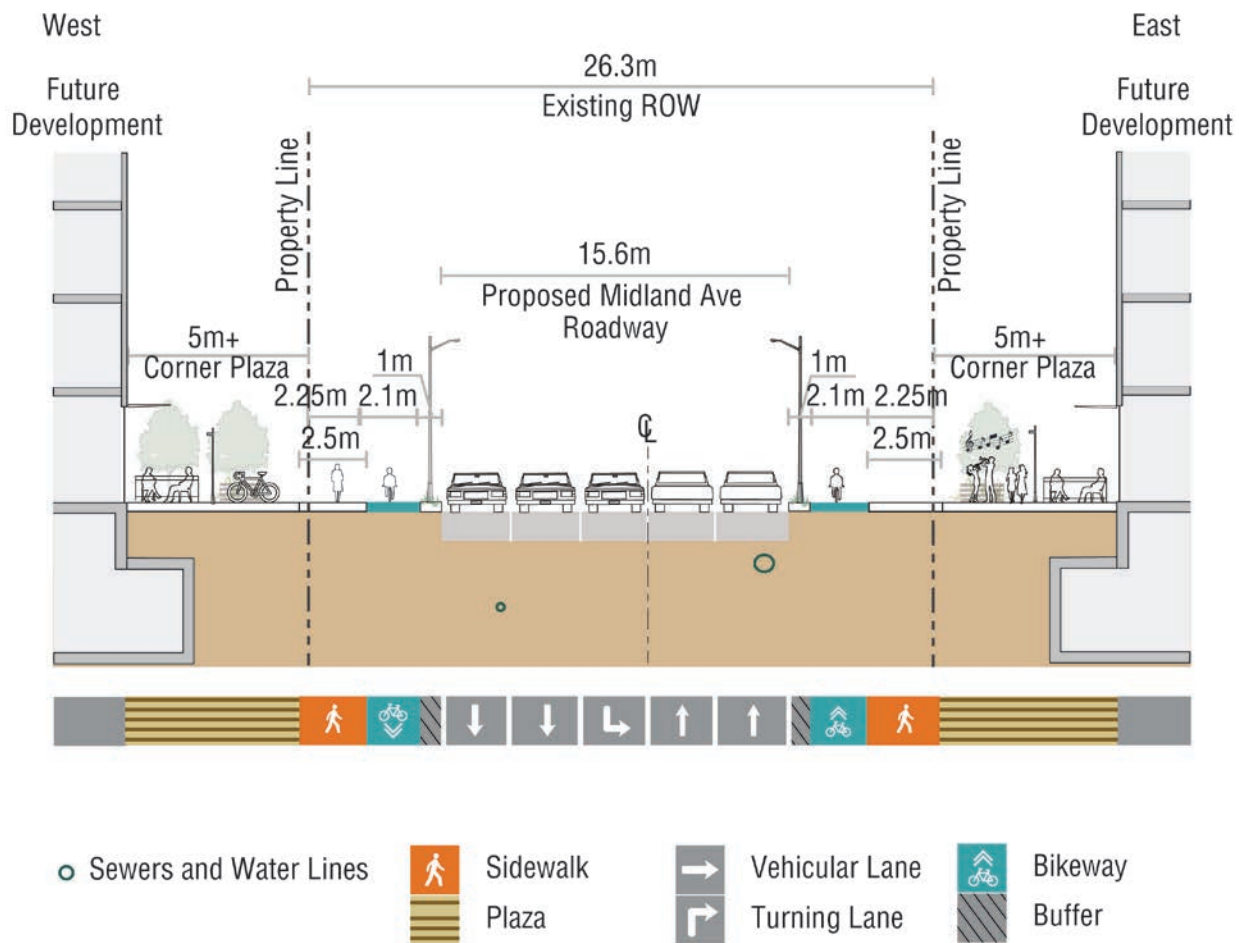 West
East
Future
Development
26.3m
Existing ROW
Future
Development
Property Line
Property Line
15.6m
Proposed Midland Ave
Roadway
5m+
Corner Plaza
1m
2.25m
2.1m
2.5m
1m
2.1m
2.25m
2.5m
5m+
Corner Plaza
℄
Sewers and Water Lines
Sidewalk
Plaza
Vehicular Lane
Turning Lane
Bikeway
Buffer